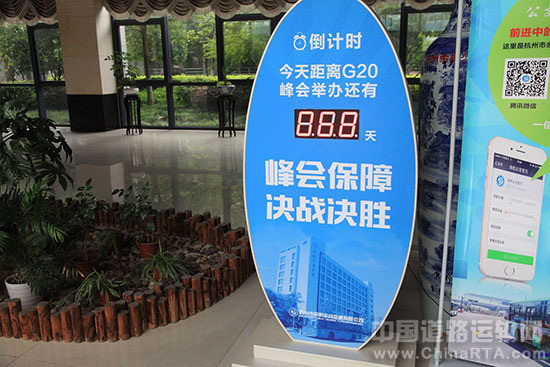 倒计时
今天距离G20
峰会举办还有
8.8.8 天
峰会保障
决战决胜
前进中的
这里是杭州市
腾讯微信
中国道路运输网
www.ChinaRTA.com